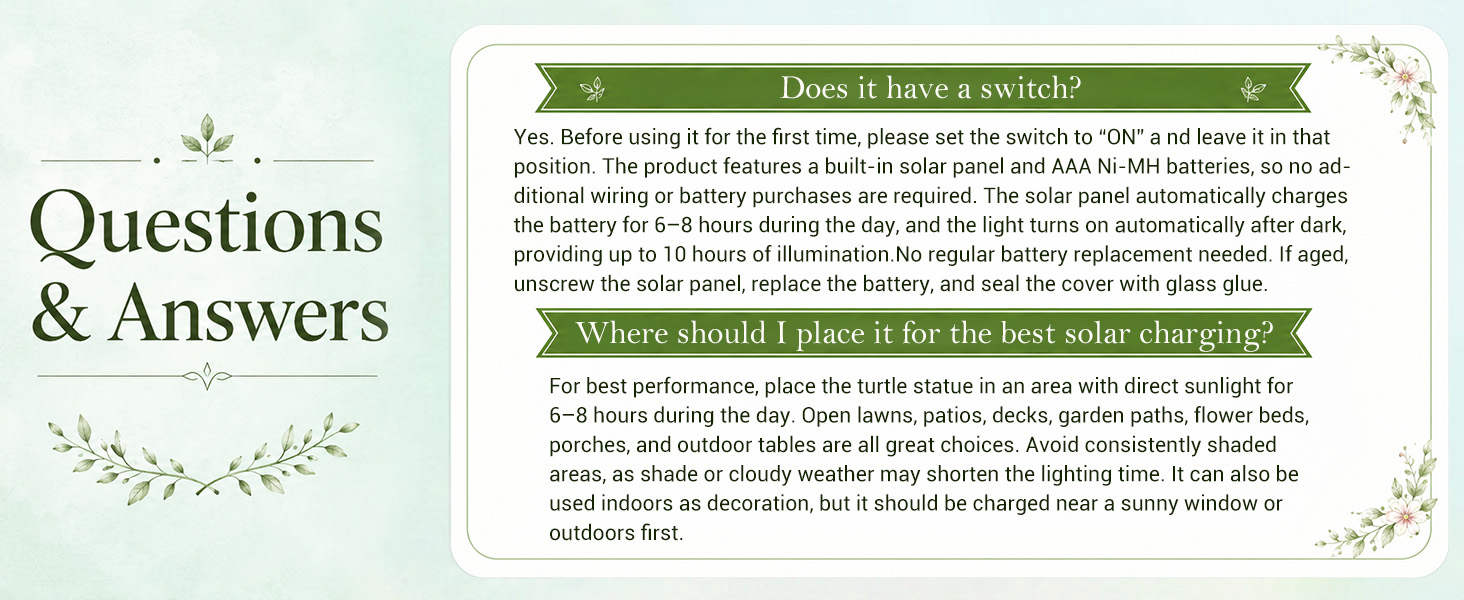 Questions
& Answers
Does it have a switch?
Yes. Before using it for the first time, please set the switch to “ON” a nd leave it in that
position. The product features a built-in solar panel and AAA Ni-MH batteries, so no ad-
ditional wiring or battery purchases are required. The solar panel automatically charges
the battery for 6–8 hours during the day, and the light turns on automatically after dark,
providing up to 10 hours of illumination.No regular battery replacement needed. If aged,
unscrew the solar panel, replace the battery, and seal the cover with glass glue.
Where should I place it for the best solar charging?
For best performance, place the turtle statue in an area with direct sunlight for
6–8 hours during the day. Open lawns, patios, decks, garden paths, flower beds,
porches, and outdoor tables are all great choices. Avoid consistently shaded
areas, as shade or cloudy weather may shorten the lighting time. It can also be
used indoors as decoration, but it should be charged near a sunny window or
outdoors first.